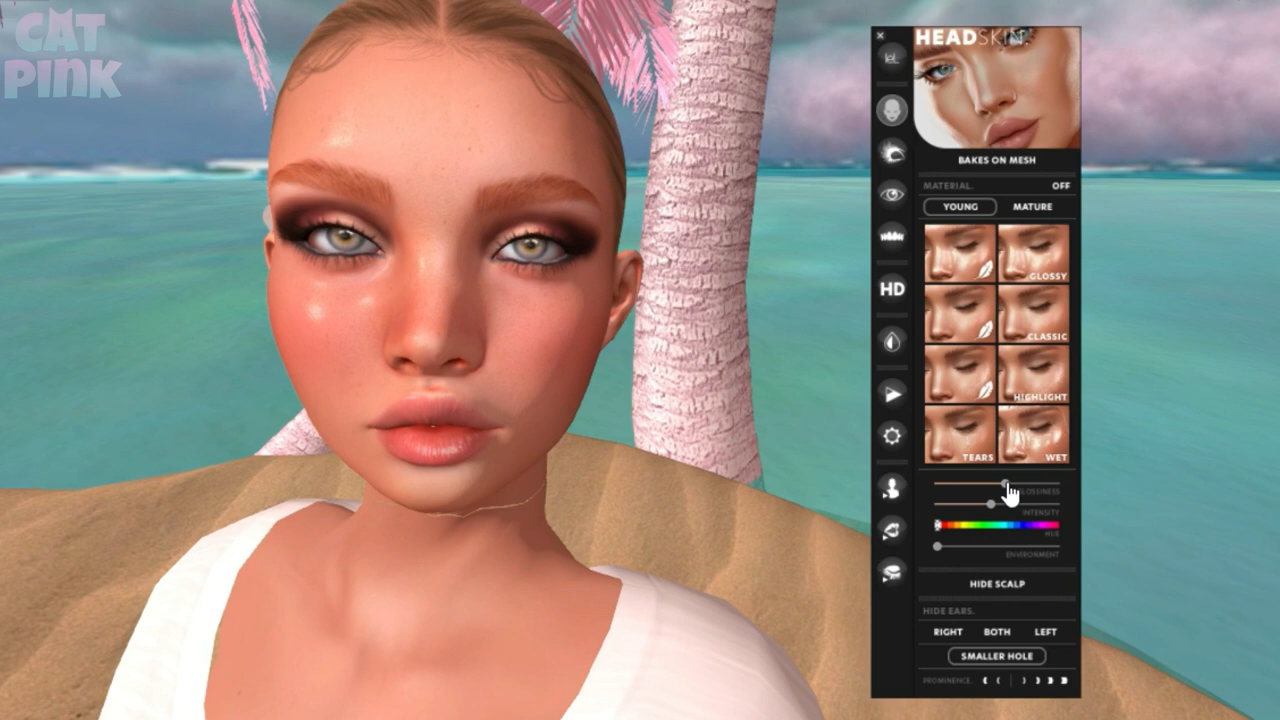 CAT
PINK
HEADSKIN
lel
BAKES ON MESH
MATERIAL.
OFF
YOUNG
MATURE
GLOSSY
CLASSIC
HIGHLIGHT
TEARS
WET
HD
GLOSSINESS
INTENSITY
HUE
ENVIRONMENT
HIDE SCALP
HIDE EARS.
RIGHT
BOTH
LEFT
SMALLER HOLE
PROMINENCE.